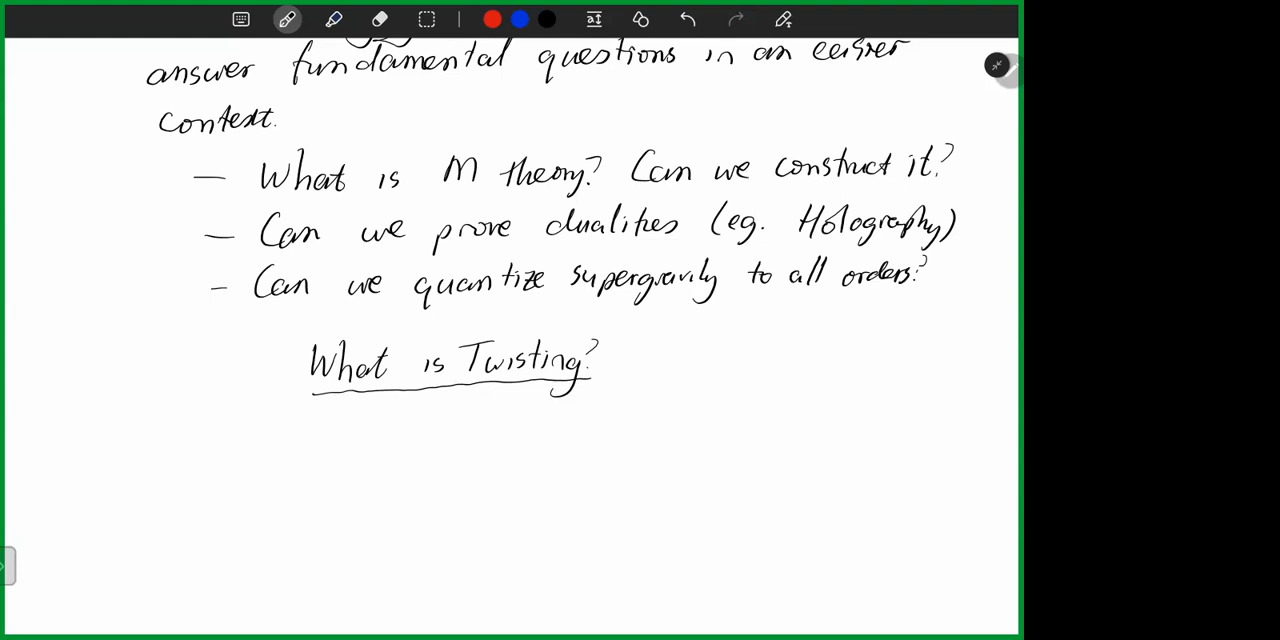 answer fundamental questions in an easier
context.
— What is M theory? Can we construct it?
— Can we prove dualities (eg. Holography)
- Can we quantize supergravity to all orders?
What is Twisting?